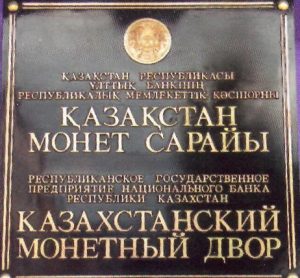 ҚАЗАҚСТАН РЕСПУБЛИКАСЫ
ҰЛТТЫҚ БАНКІНІҢ
РЕСПУБЛИКАЛЫҚ МЕМЛЕКЕТТІК КӘСІПОРНЫ
ҚАЗАҚСТАН
МОНЕТ САРАЙЫ
РЕСПУБЛИКАНСКОЕ ГОСУДАРСТВЕННОЕ
ПРЕДПРИЯТИЕ НАЦИОНАЛЬНОГО БАНКА
РЕСПУБЛИКИ КАЗАХСТАН
КАЗАХСТАНСКИЙ
МОНЕТНЫЙ ДВОР